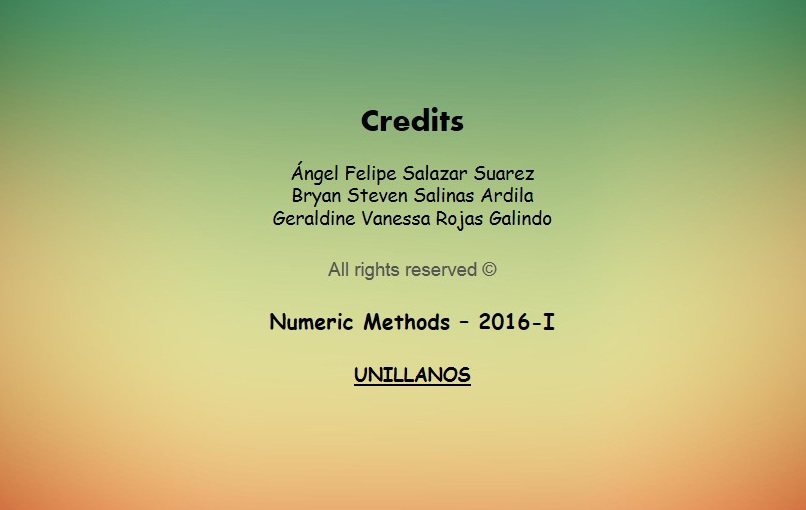 Credits
Ángel Felipe Salazar Suarez
Bryan Steven Salinas Ardila
Geraldine Vanessa Rojas Galindo
All rights reserved ©
Numeric Methods – 2016-I
UNILLANOS